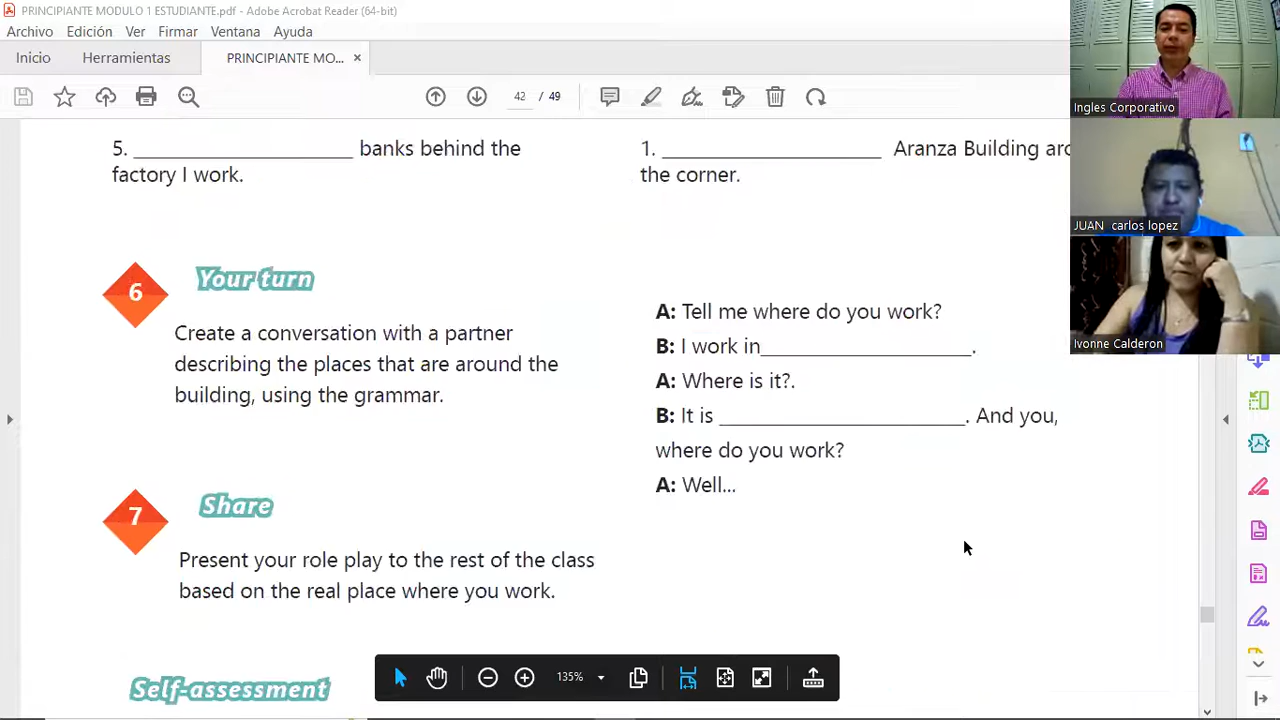 PRINCIPIANTE MODULO 1 ESTUDIANTE.pdf - Adobe Acrobat Reader (64-bit)
Archivo Edición Ver Firmar Ventana Ayuda
Inicio Herramientas PRINCIPIANTE MO... ×
42 / 49
5. ____________________ banks behind the
factory I work.
1. ____________________ Aranza Building aro
the corner.
6 Your turn
Create a conversation with a partner
describing the places that are around the
building, using the grammar.
A: Tell me where do you work?
B: I work in____________________.
A: Where is it?.
B: It is ______________________. And you,
where do you work?
A: Well...
7 Share
Present your role play to the rest of the class
based on the real place where you work.
Self-assessment
135%
Ingles Corporativo
JUAN carlos lopez
Ivonne Calderon